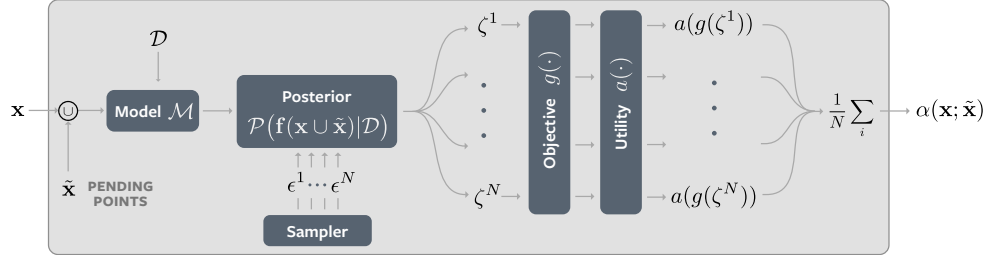 x
∪
x̃
PENDING
POINTS
𝒟
Model ℳ
Posterior
𝒫(f(x ∪ x̃)|𝒟)
ϵ¹ ··· ϵᴺ
Sampler
ζ¹
ζᴺ
Objective g(·)
Utility a(·)
a(g(ζ¹))
a(g(ζᴺ))
1/N ∑ᵢ
α(x; x̃)